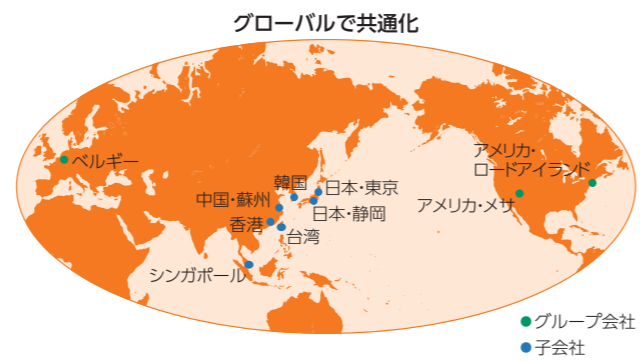 グローバルで共通化
ベルギー
アメリカ・
ロードアイランド
韓国
日本・東京
中国・蘇州
アメリカ・メサ
日本・静岡
香港
台湾
シンガポール
●グループ会社
●子会社